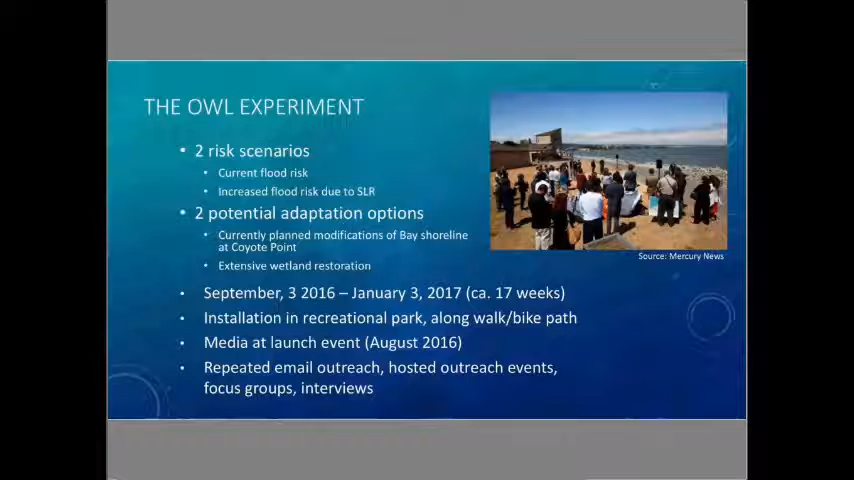 THE OWL EXPERIMENT
• 2 risk scenarios
• Current flood risk
• Increased flood risk due to SLR
• 2 potential adaptation options
• Currently planned modifications of Bay shoreline
at Coyote Point
• Extensive wetland restoration
• September, 3 2016 – January 3, 2017 (ca. 17 weeks)
• Installation in recreational park, along walk/bike path
• Media at launch event (August 2016)
• Repeated email outreach, hosted outreach events,
focus groups, interviews
Source: Mercury News